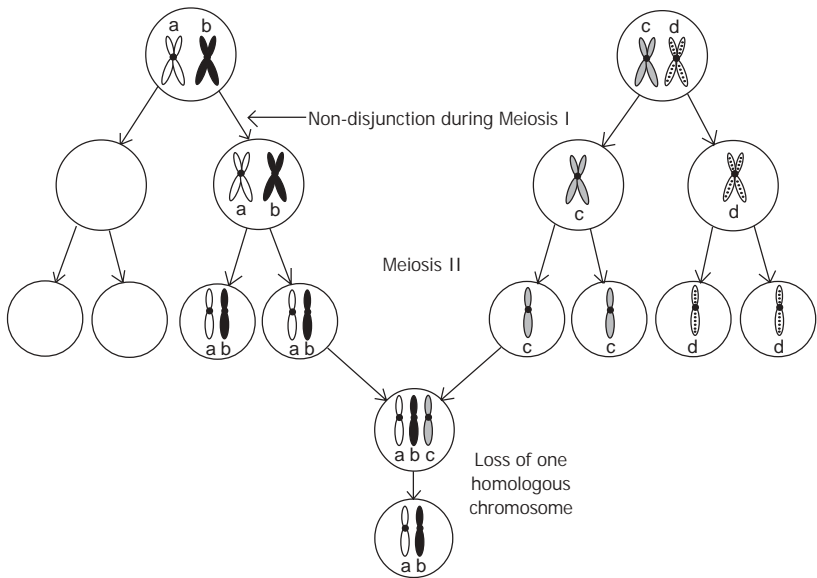 a b
c d
Non-disjunction during Meiosis I
a b
c
d
Meiosis II
a b
a b
c
c
d
d
a b c
Loss of one
homologous
chromosome
a b